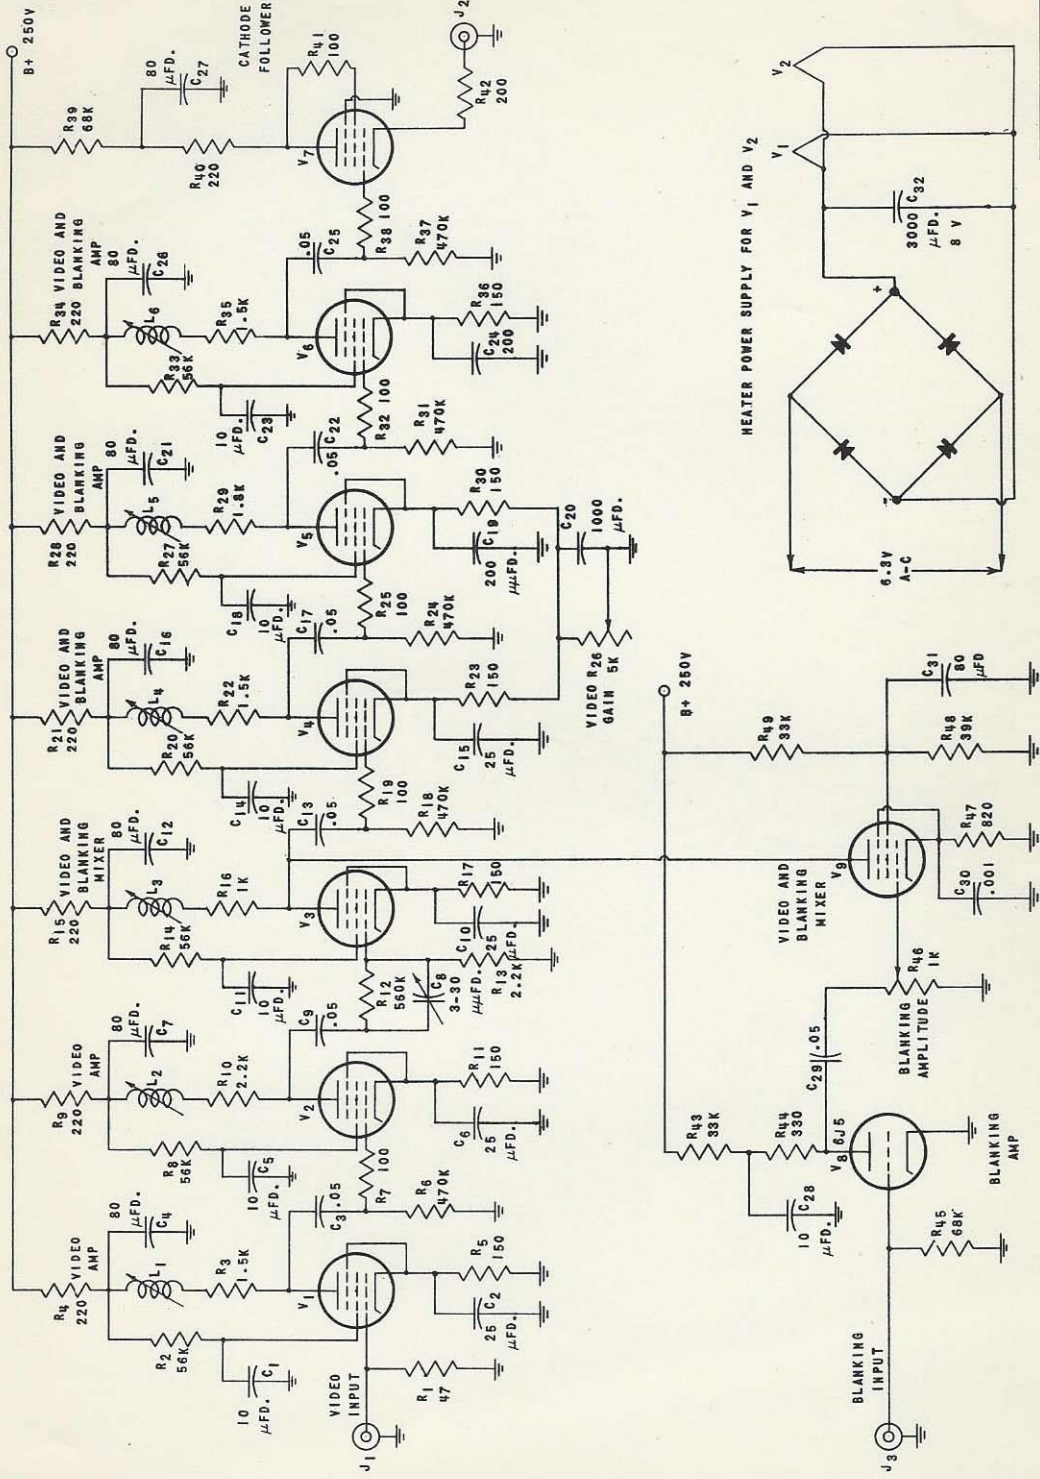 B+ 250V
VIDEO
INPUT
J1
R1
47
R2
56K
C1
10
μFD.
R4
220
VIDEO
AMP
80
μFD.
C4
L1
R3
1.5K
V1
C2
25
μFD.
R5
150
C3
.05
R6
470K
R7
100
R8
56K
C5
10
μFD.
R9
220
VIDEO
AMP
80
μFD.
C7
L2
R10
2.2K
V2
C6
25
μFD.
R11
150
C9
.05
R12
560K
C8
3-30
μμFD.
R13
2.2K
R14
56K
C11
10
μFD.
R15
220
VIDEO AND
BLANKING
MIXER
80
μFD.
C12
L3
R16
1K
V3
C10
25
μFD.
R17
150
C13
.05
R18
470K
R19
100
R20
56K
C14
10
μFD.
R21
220
VIDEO AND
BLANKING
AMP
80
μFD.
C16
L4
R22
1.5K
V4
C15
25
μFD.
R23
150
C17
.05
R24
470K
R25
100
VIDEO
GAIN
R26
5K
C20
1000
μFD.
R27
56K
C18
10
μFD.
R28
220
VIDEO AND
BLANKING
AMP
80
μFD.
C21
L5
R29
1.8K
V5
C19
200
μμFD.
R30
150
C22
.05
R31
470K
R32
100
R33
56K
C23
10
μFD.
R34
220
VIDEO AND
BLANKING
AMP
80
μFD.
C26
L6
R35
1.5K
V6
C24
200
R36
150
C25
.05
R37
470K
R38
100
R39
68K
R40
220
80
μFD.
C27
V7
CATHODE
FOLLOWER
R41
100
R42
200
J2
BLANKING
INPUT
J3
R45
68K
BLANKING
AMP
V8
6J5
R43
33K
R44
330
C28
10
μFD.
C29
.05
BLANKING
AMPLITUDE
R46
1K
VIDEO AND
BLANKING
MIXER
V9
C30
.001
R47
820
R48
39K
R49
33K
C31
80
μFD
B+ 250V
HEATER POWER SUPPLY FOR V1 AND V2
6.3V
A-C
+
-
C32
3000
μFD.
8 V
V1
V2